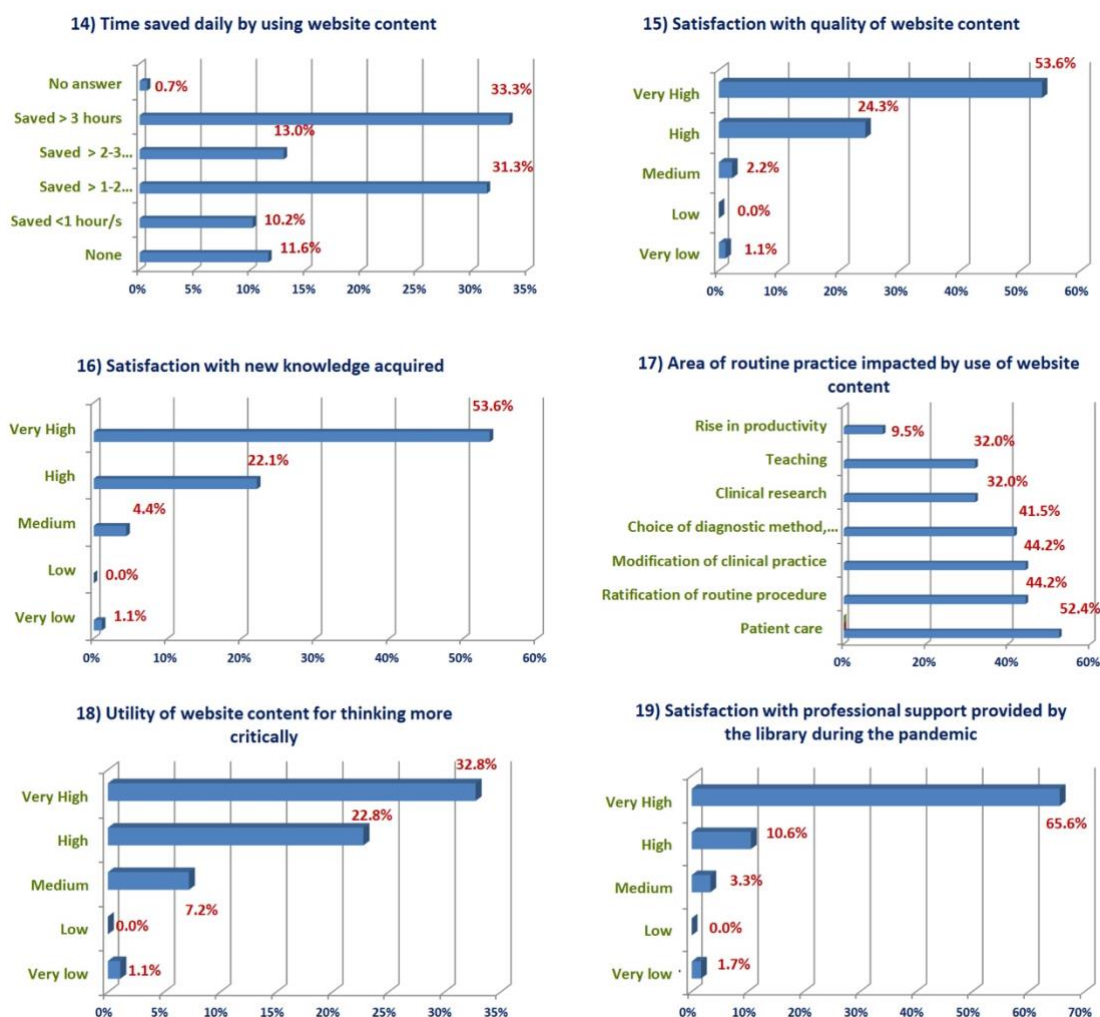 14) Time saved daily by using website content
No answer
0.7%
33.3%
Saved > 3 hours
13.0%
Saved > 2-3...
31.3%
Saved > 1-2...
Saved <1 hour/s
10.2%
None
11.6%
0% 5% 10% 15% 20% 25% 30% 35%
15) Satisfaction with quality of website content
53.6%
Very High
24.3%
High
Medium
2.2%
Low
0.0%
Very low
1.1%
0% 10% 20% 30% 40% 50% 60%
16) Satisfaction with new knowledge acquired
53.6%
Very High
22.1%
High
4.4%
Medium
Low
0.0%
Very low
1.1%
0% 10% 20% 30% 40% 50% 60%
17) Area of routine practice impacted by use of website
content
Rise in productivity
9.5%
32.0%
Teaching
32.0%
Clinical research
41.5%
Choice of diagnostic method,...
44.2%
Modification of clinical practice
44.2%
Ratification of routine procedure
52.4%
Patient care
0% 20% 40% 60%
18) Utility of website content for thinking more
critically
32.8%
Very High
22.8%
High
Medium
7.2%
Low
0.0%
Very low
1.1%
0% 5% 10% 15% 20% 25% 30% 35%
19) Satisfaction with professional support provided by
the library during the pandemic
Very High
65.6%
High
10.6%
Medium
3.3%
Low
0.0%
Very low
1.7%
0% 10% 20% 30% 40% 50% 60% 70%